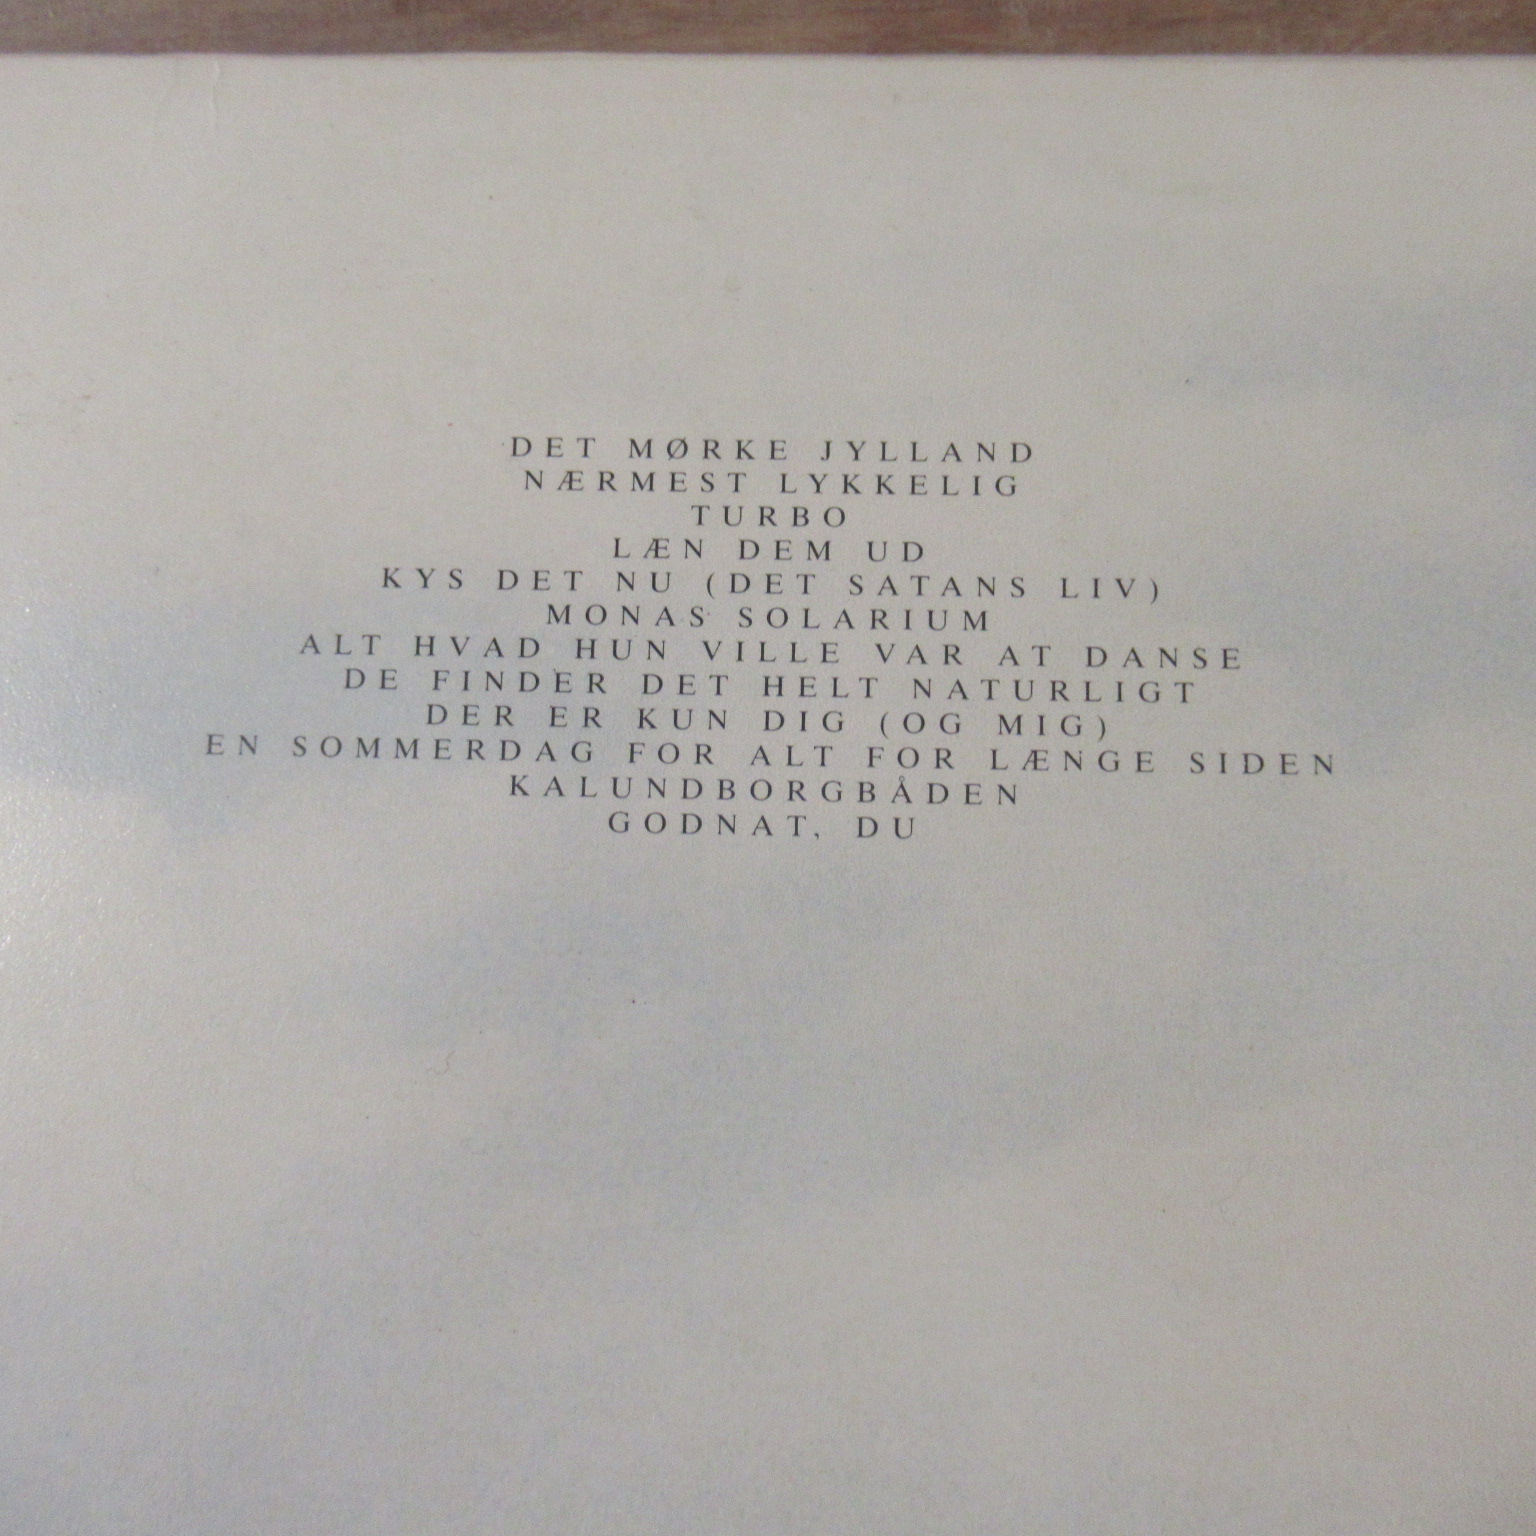 DET MØRKE JYLLAND
NÆRMEST LYKKELIG
TURBO
LÆN DEM UD
KYS DET NU (DET SATANS LIV)
MONAS SOLARIUM
ALT HVAD HUN VILLE VAR AT DANSE
DE FINDER DET HELT NATURLIGT
DER ER KUN DIG (OG MIG)
EN SOMMERDAG FOR ALT FOR LÆNGE SIDEN
KALUNDBORGBÅDEN
GODNAT, DU